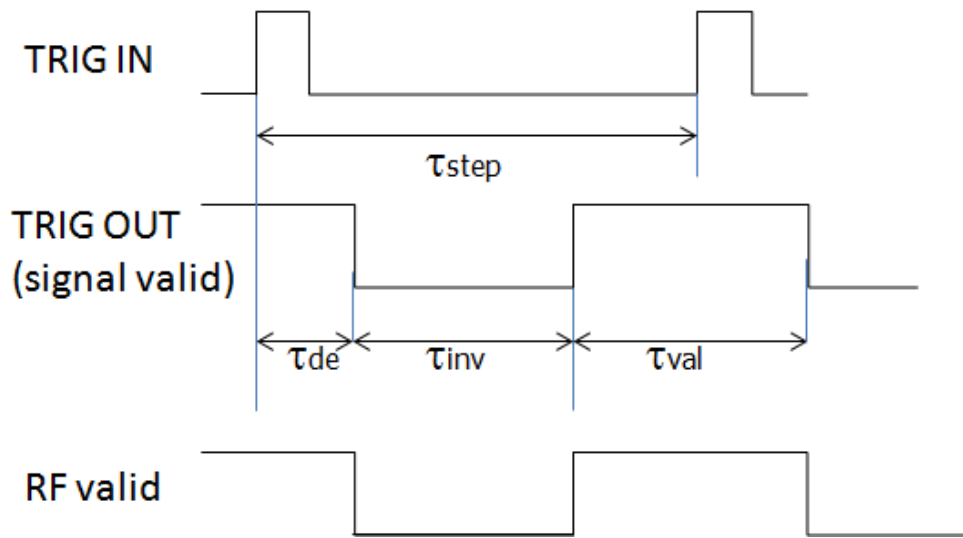 TRIG IN
τstep
TRIG OUT
(signal valid)
τde
τinv
τval
RF valid